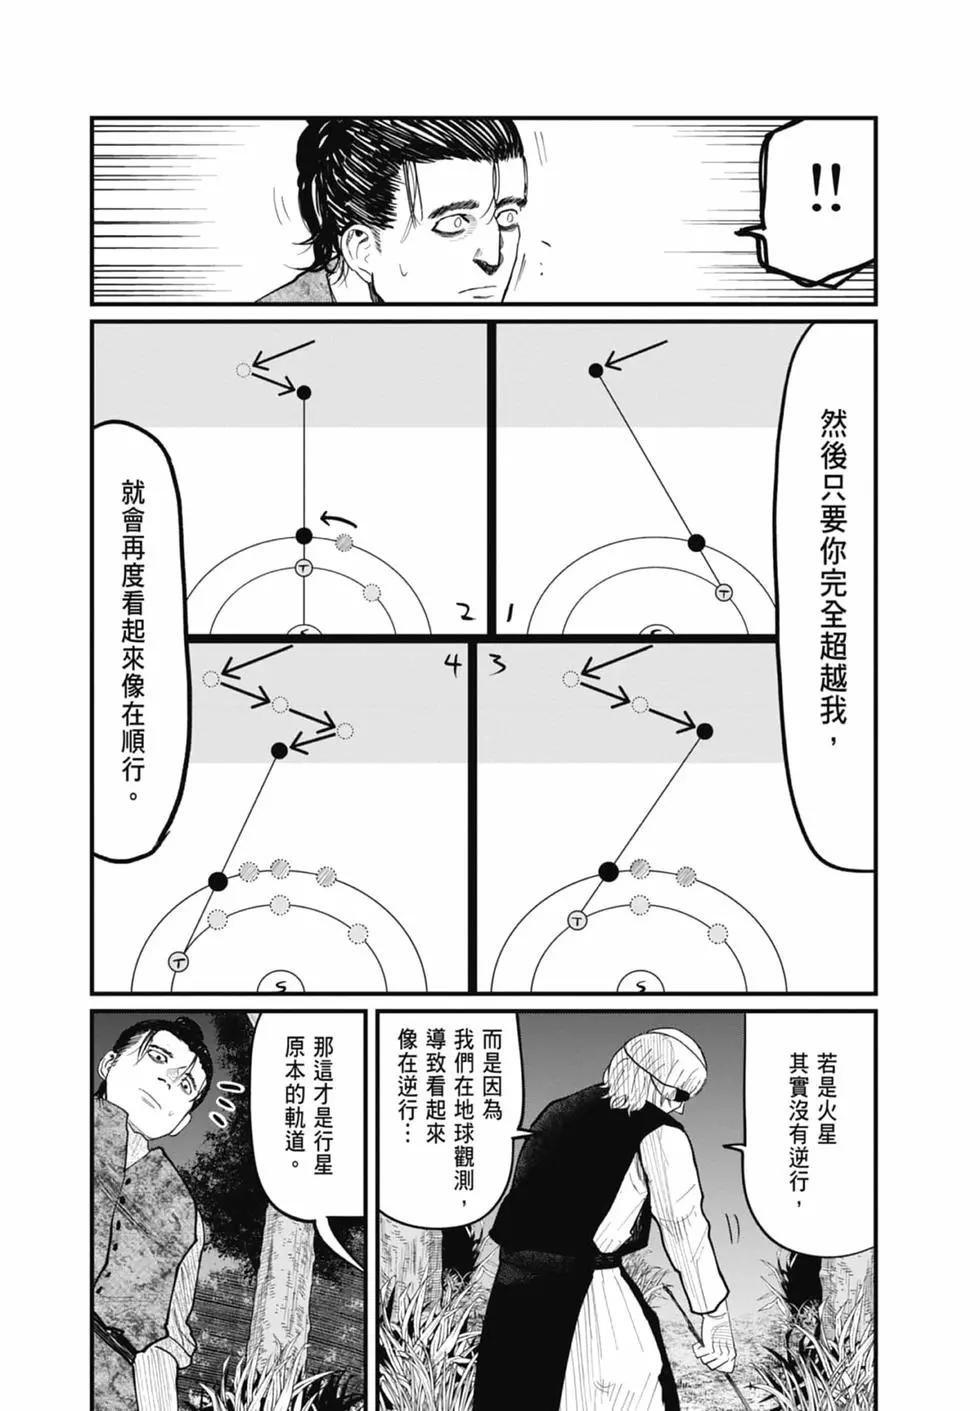 !!
然後只要你完全超越我，
就會再度看起來像在順行。
1
T
S
2
T
S
3
T
S
4
T
S
若是火星
其實沒有逆行，
而是因為
我們在地球觀測，
導致看起來
像在逆行…
那這才是行星
原本的軌道。